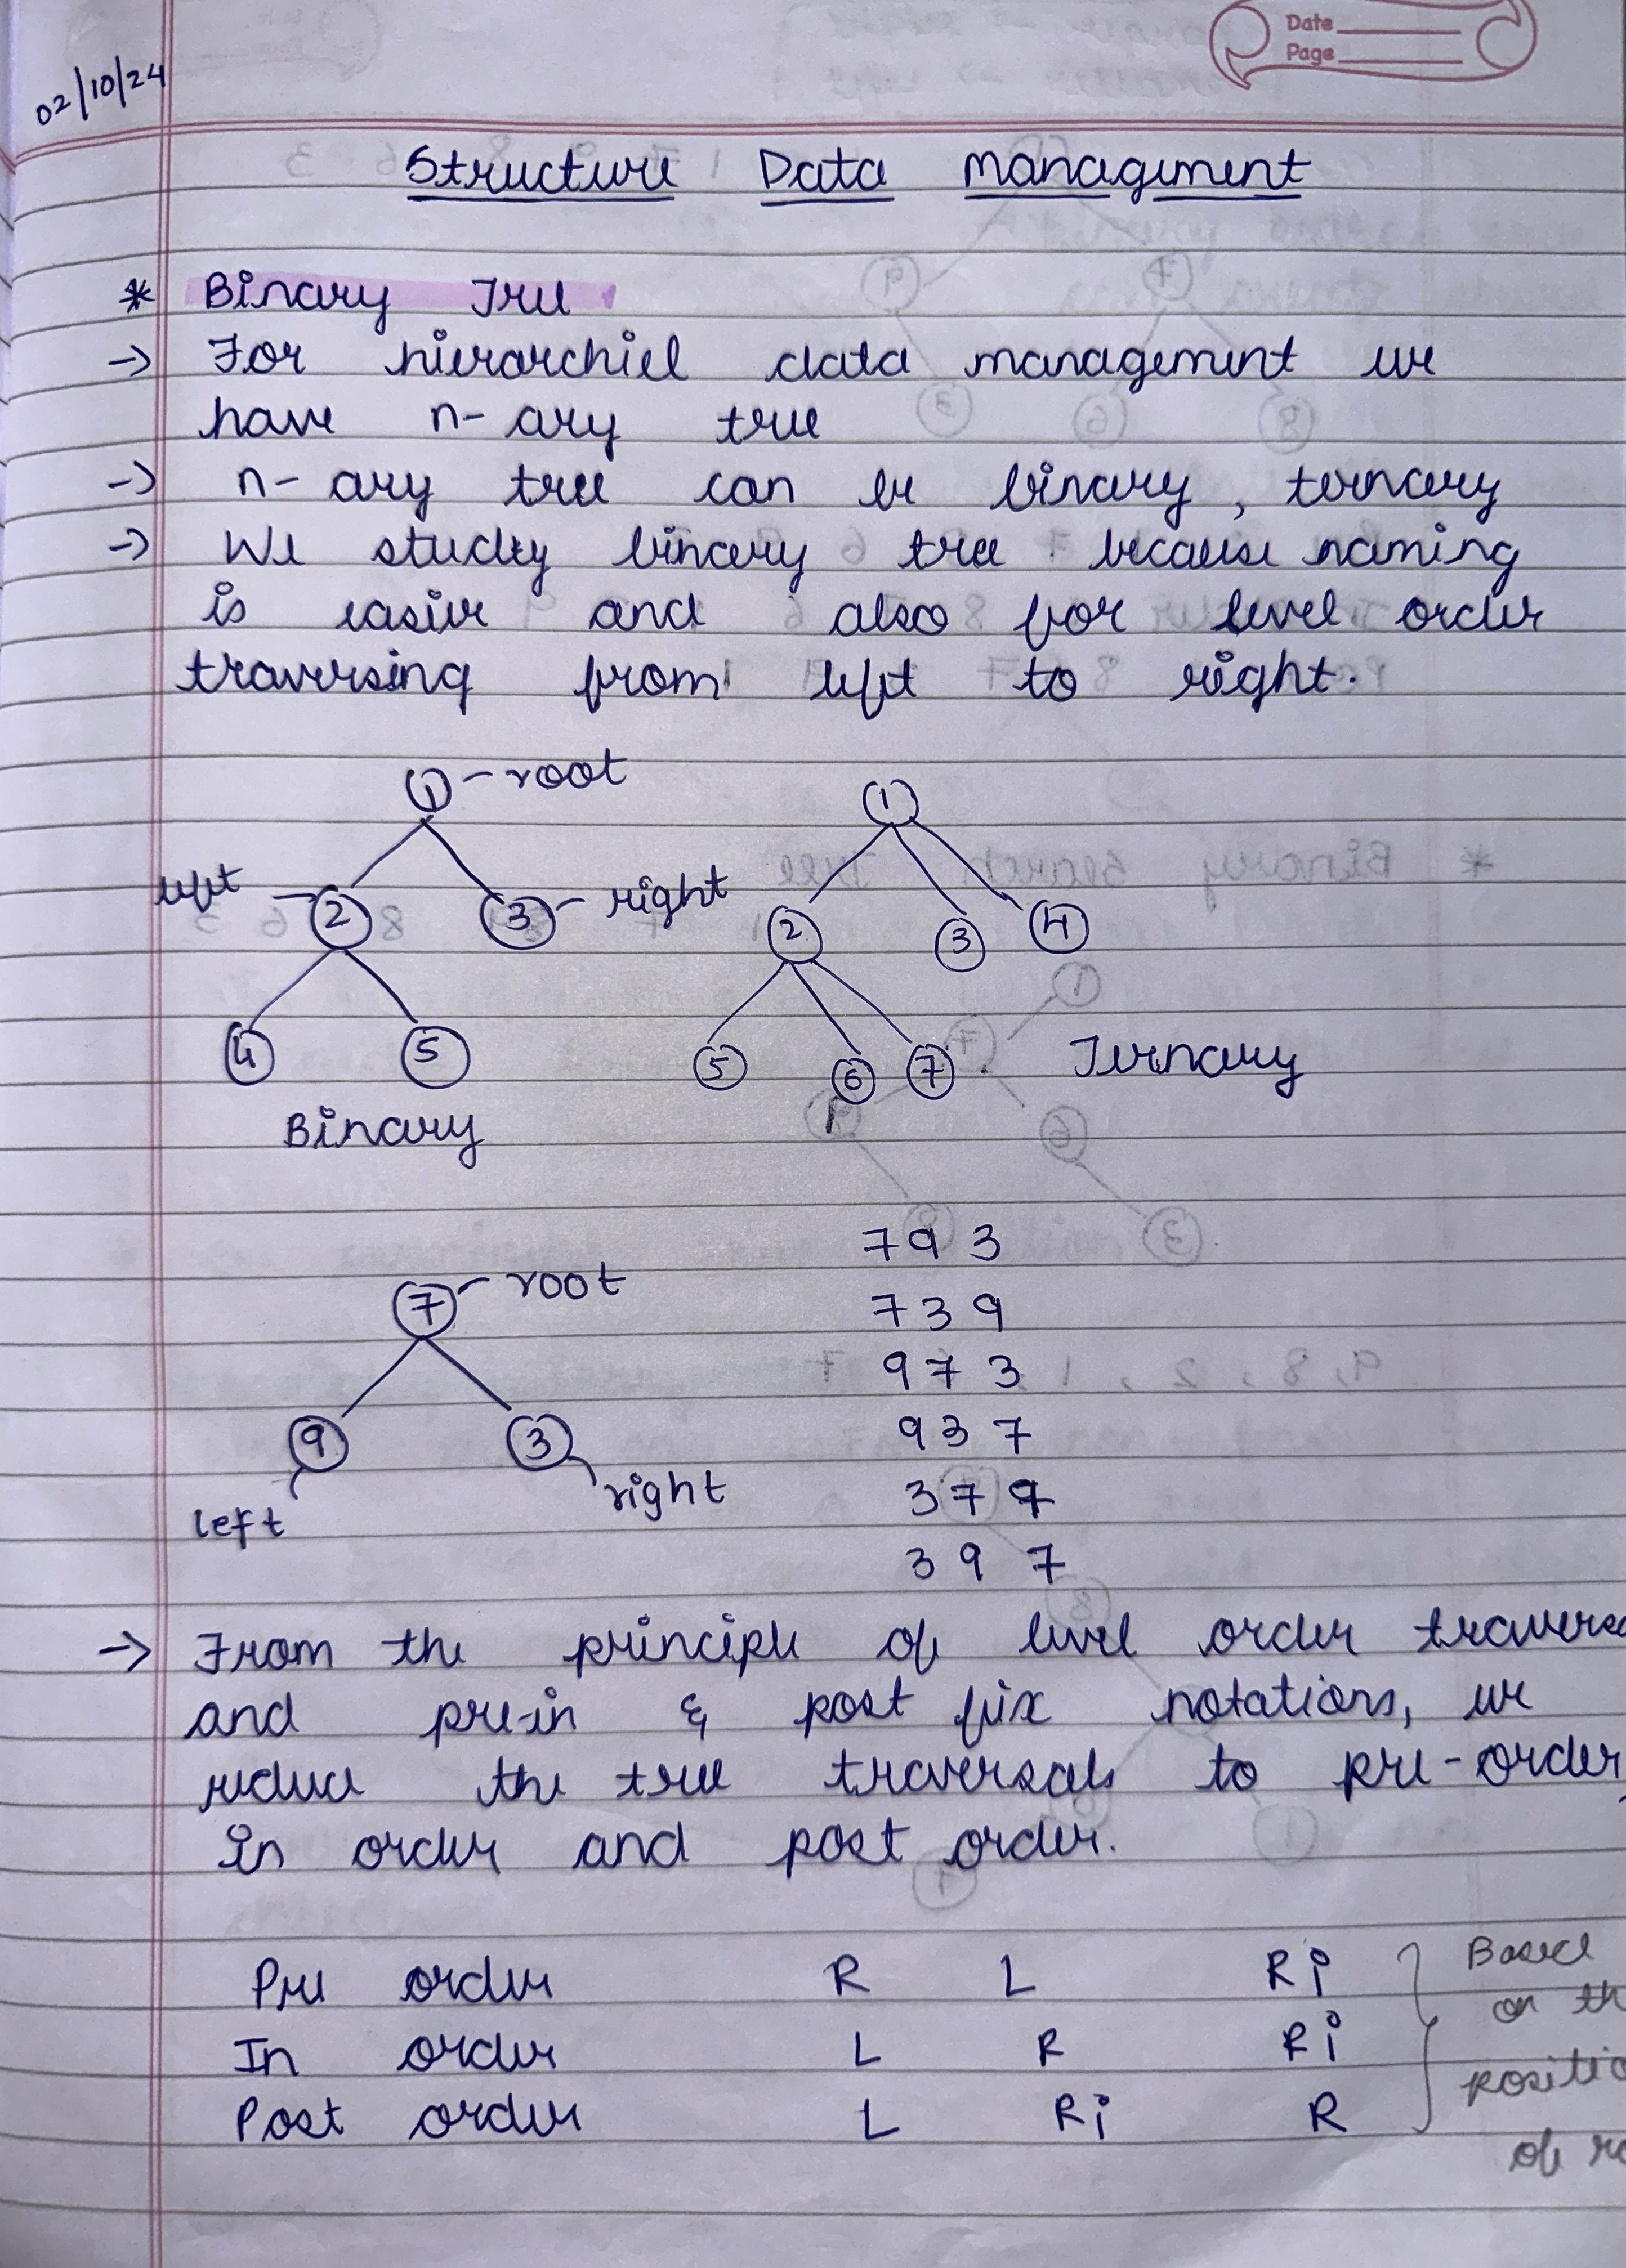 Date
Page
02/10/24
Structure Data Management
* Binary Tree
→ For hierarchiel data management we
have n-ary tree
→ n-ary tree can be binary, ternary
→ We studey binary tree because naming
is easier and also for level order
traversing from left to right.
1 - root 1
left - 2 3 - right 2 3 4
4 5 5 6 7 Ternary
Binary
7 9 3
7 - root
7 3 9
9 7 3
9 3 9 3 7
left right 3 7 9
3 9 7
→ From the principle of level order
and pre-in & post fix notations, we
reduce the tree traversals to pre-order,
in order and post order.
Pre order R L Ri } Based
In order L R Ri on
Post order L Ri R
of